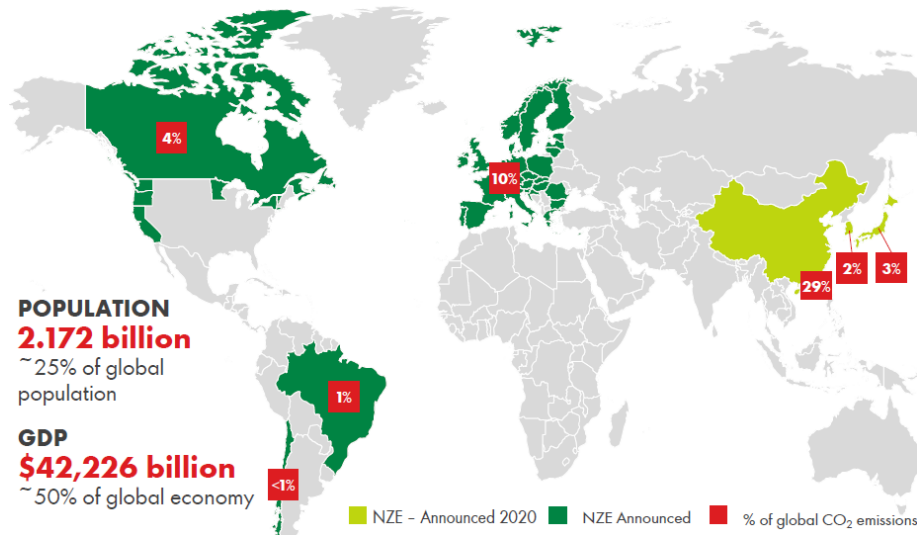 4%
10%
2%
3%
29%
POPULATION
2.172 billion
~25% of global
population
1%
GDP
$42,226 billion
~50% of global economy
<1%
NZE – Announced 2020
NZE Announced
% of global CO₂ emissions